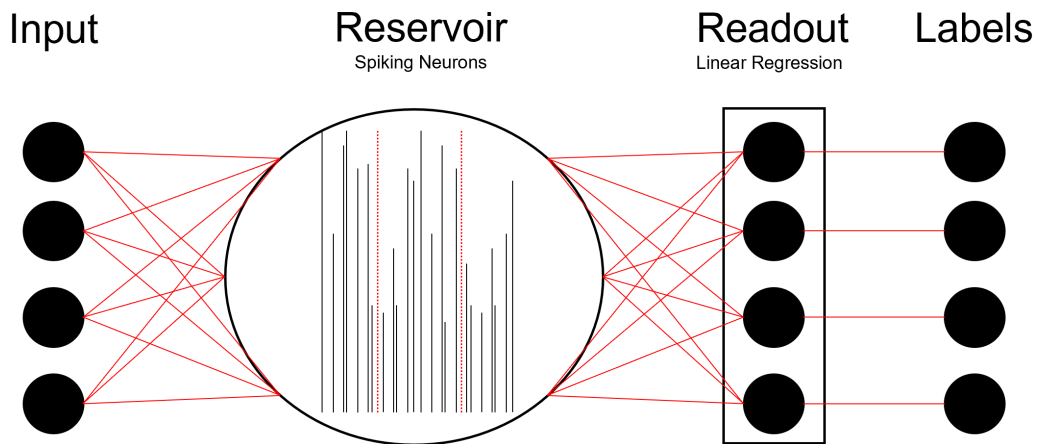 Input
Reservoir
Spiking Neurons
Readout
Linear Regression
Labels